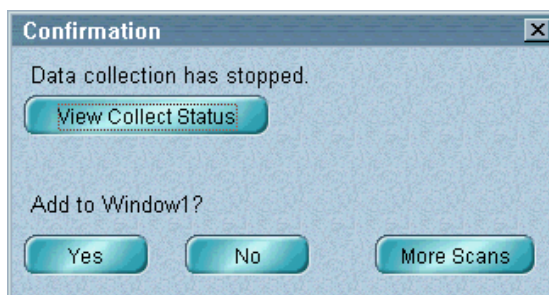 Confirmation
Data collection has stopped.
View Collect Status
Add to Window1?
Yes No More Scans